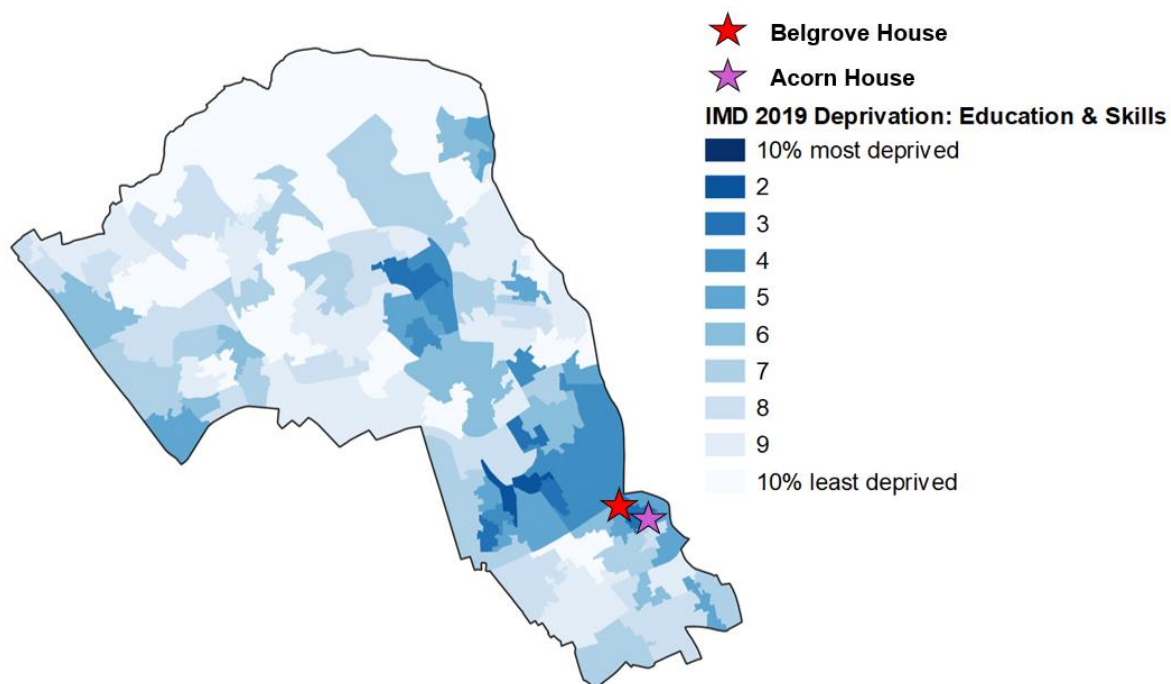 Belgrove House
Acorn House
IMD 2019 Deprivation: Education & Skills
10% most deprived
2
3
4
5
6
7
8
9
10% least deprived